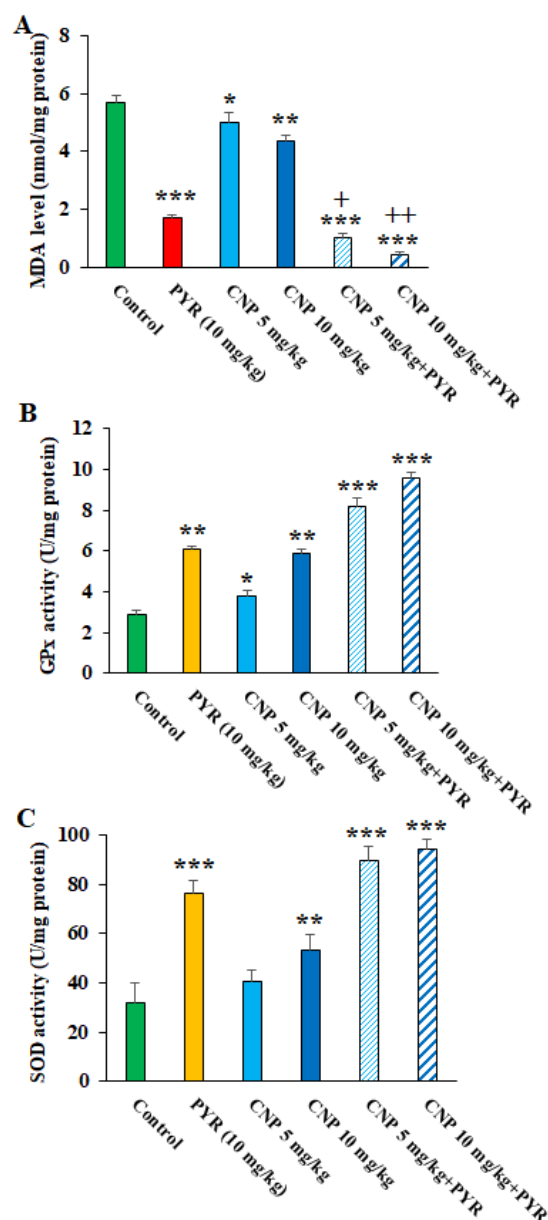 A
MDA level (nmol/mg protein)
8
6
4
2
0
*
**
***
+
***
++
***
Control
PYR (10 mg/kg)
CNP 5 mg/kg
CNP 10 mg/kg
CNP 5 mg/kg+PYR
CNP 10 mg/kg+PYR
B
GPx activity (U/mg protein)
12
10
8
6
4
2
0
**
*
**
***
***
Control
PYR (10 mg/kg)
CNP 5 mg/kg
CNP 10 mg/kg
CNP 5 mg/kg+PYR
CNP 10 mg/kg+PYR
C
SOD activity (U/mg protein)
100
80
60
40
20
0
***
**
***
***
Control
PYR (10 mg/kg)
CNP 5 mg/kg
CNP 10 mg/kg
CNP 5 mg/kg+PYR
CNP 10 mg/kg+PYR